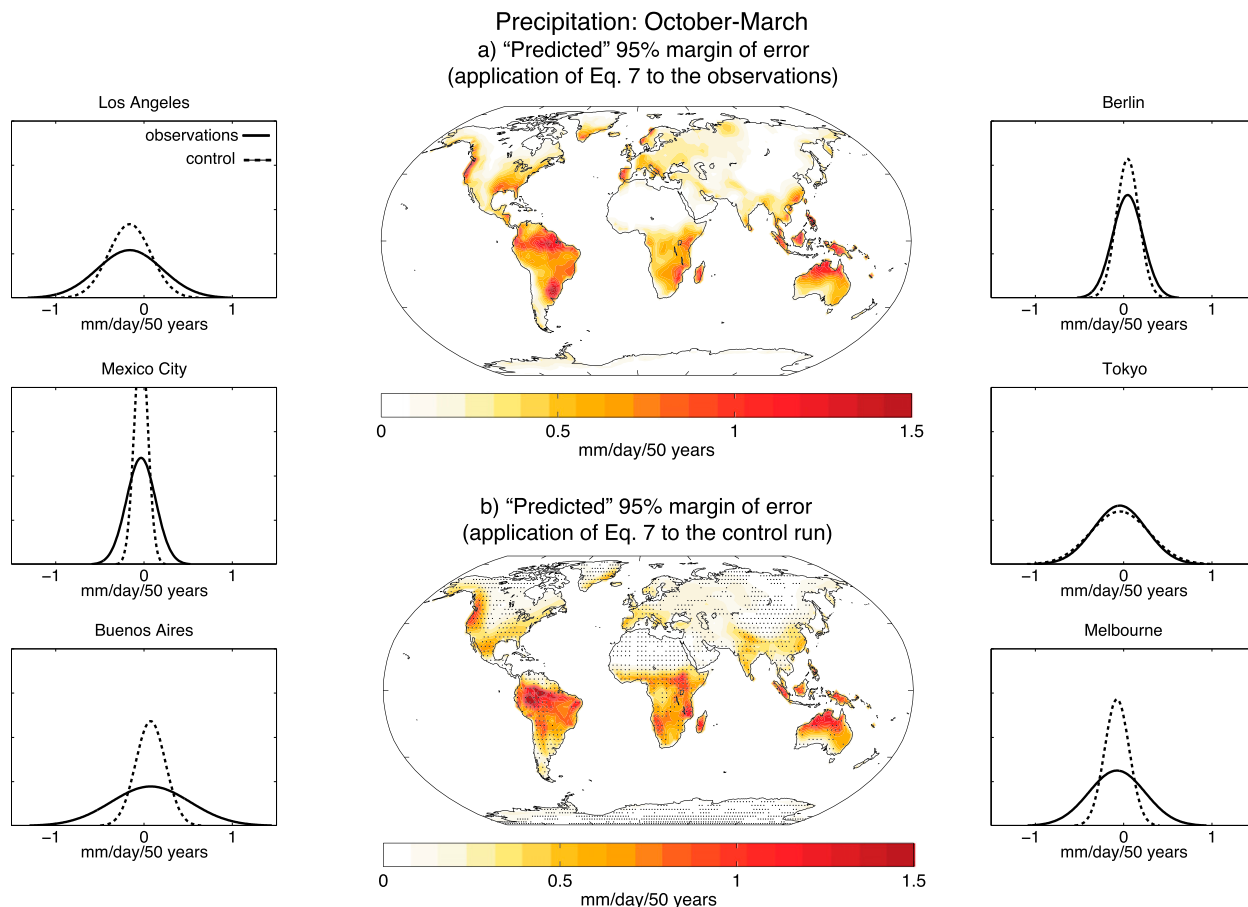 Precipitation: October-March
a) “Predicted” 95% margin of error
(application of Eq. 7 to the observations)
Los Angeles
observations
control
−1 0 1
mm/day/50 years
Mexico City
−1 0 1
mm/day/50 years
Buenos Aires
−1 0 1
mm/day/50 years
0 0.5 1 1.5
mm/day/50 years
b) “Predicted” 95% margin of error
(application of Eq. 7 to the control run)
0 0.5 1 1.5
mm/day/50 years
Berlin
−1 0 1
mm/day/50 years
Tokyo
−1 0 1
mm/day/50 years
Melbourne
−1 0 1
mm/day/50 years